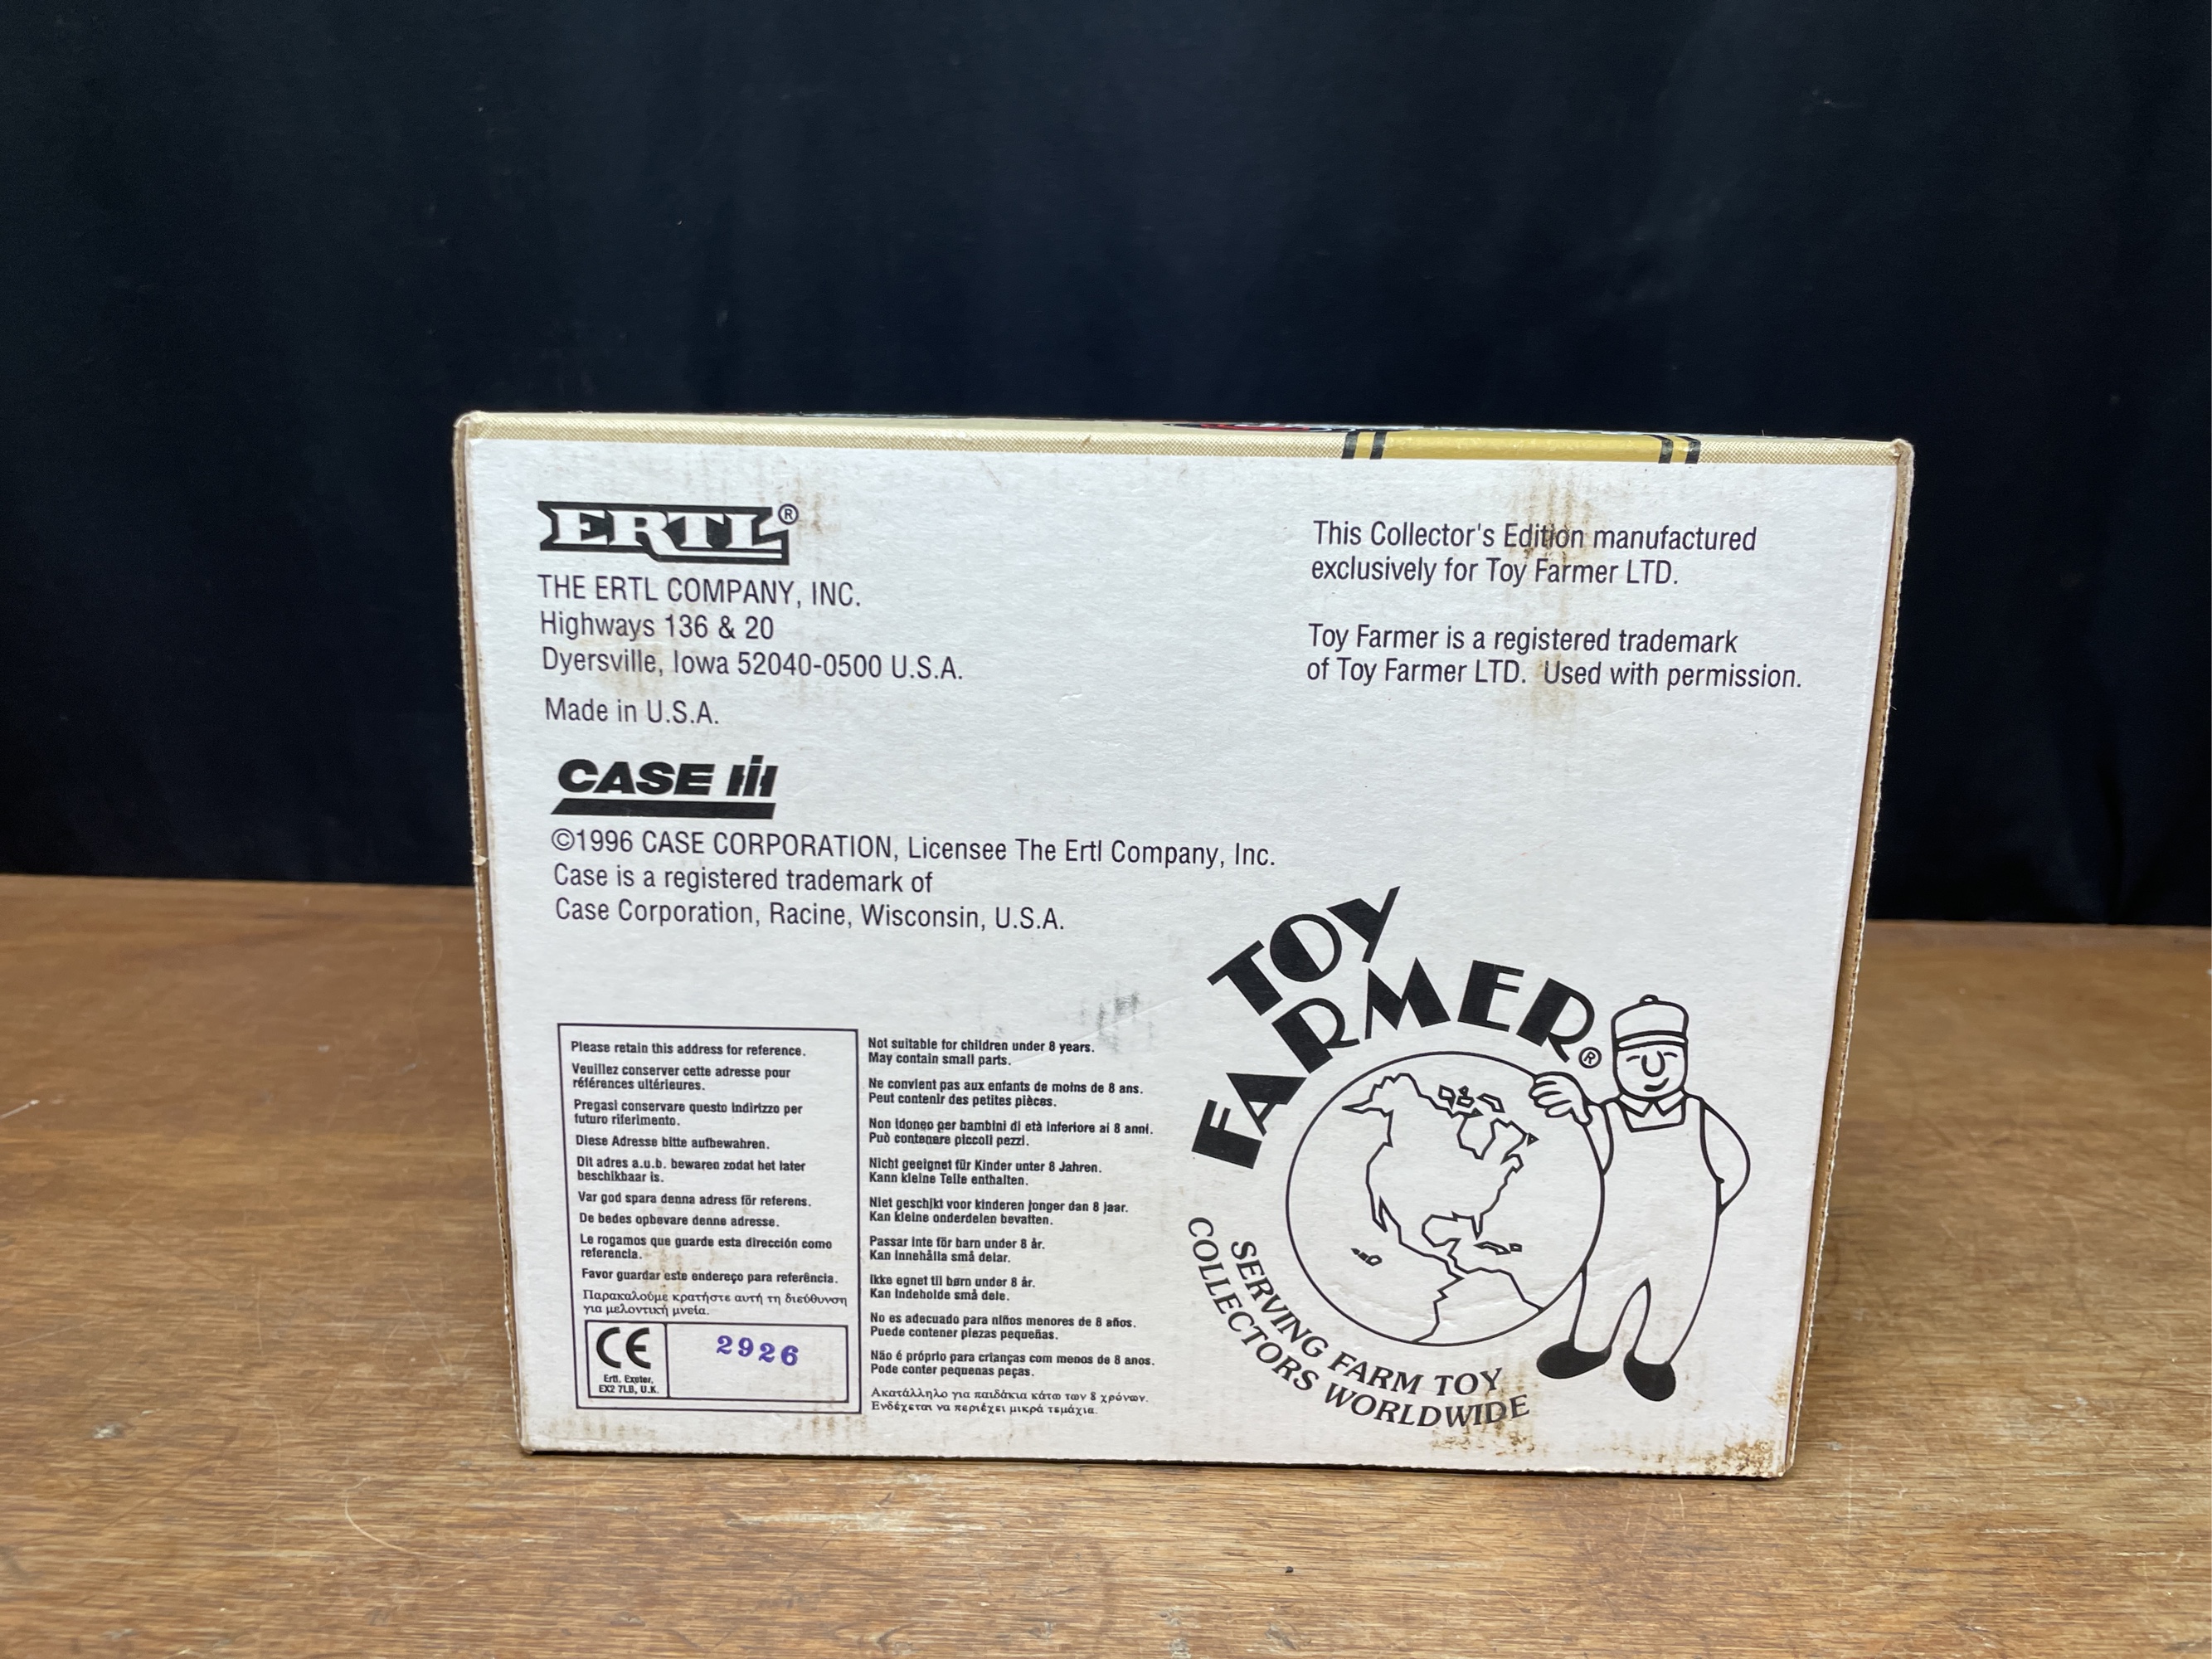 ERTL®
THE ERTL COMPANY, INC.
Highways 136 & 20
Dyersville, Iowa 52040-0500 U.S.A.
Made in U.S.A.
CASE IH
©1996 CASE CORPORATION, Licensee The Ertl Company, Inc.
Case is a registered trademark of
Case Corporation, Racine, Wisconsin, U.S.A.
This Collector's Edition manufactured
exclusively for Toy Farmer LTD.
Toy Farmer is a registered trademark
of Toy Farmer LTD. Used with permission.
Please retain this address for reference.
Veuillez conserver cette adresse pour
références ultérieures.
Pregasi conservare questo indirizzo per
futuro riferimento.
Diese Adresse bitte aufbewahren.
Dit adres a.u.b. bewaren zodat het later
beschikbaar is.
Var god spara denna adress för referens.
De bedes opbevare denne adresse.
Le rogamos que guarde esta dirección como
referencia.
Favor guardar este endereço para referência.
Παρακαλούμε κρατήστε αυτή τη διεύθυνση
για μελοντική μνεία.
CE
Ertl, Exeter,
EX2 7LB, U.K.
2926
Not suitable for children under 8 years.
May contain small parts.
Ne convient pas aux enfants de moins de 8 ans.
Peut contenir des petites pièces.
Non idoneo per bambini di età inferiore ai 8 anni.
Può contenere piccoli pezzi.
Nicht geeignet für Kinder unter 8 Jahren.
Kann kleine Teile enthalten.
Niet geschikt voor kinderen jonger dan 8 jaar.
Kan kleine onderdelen bevatten.
Passar inte för barn under 8 år.
Kan innehålla små delar.
Ikke egnet til børn under 8 år.
Kan indeholde små dele.
No es adecuado para niños menores de 8 años.
Puede contener piezas pequeñas.
Não é próprio para crianças com menos de 8 anos.
Pode conter pequenas peças.
Ακατάλληλο για παιδάκια κάτω των 8 χρόνων.
Ενδέχεται να περιέχει μικρά τεμάχια.
TOY
FARMER®
SERVING FARM TOY
COLLECTORS WORLDWIDE